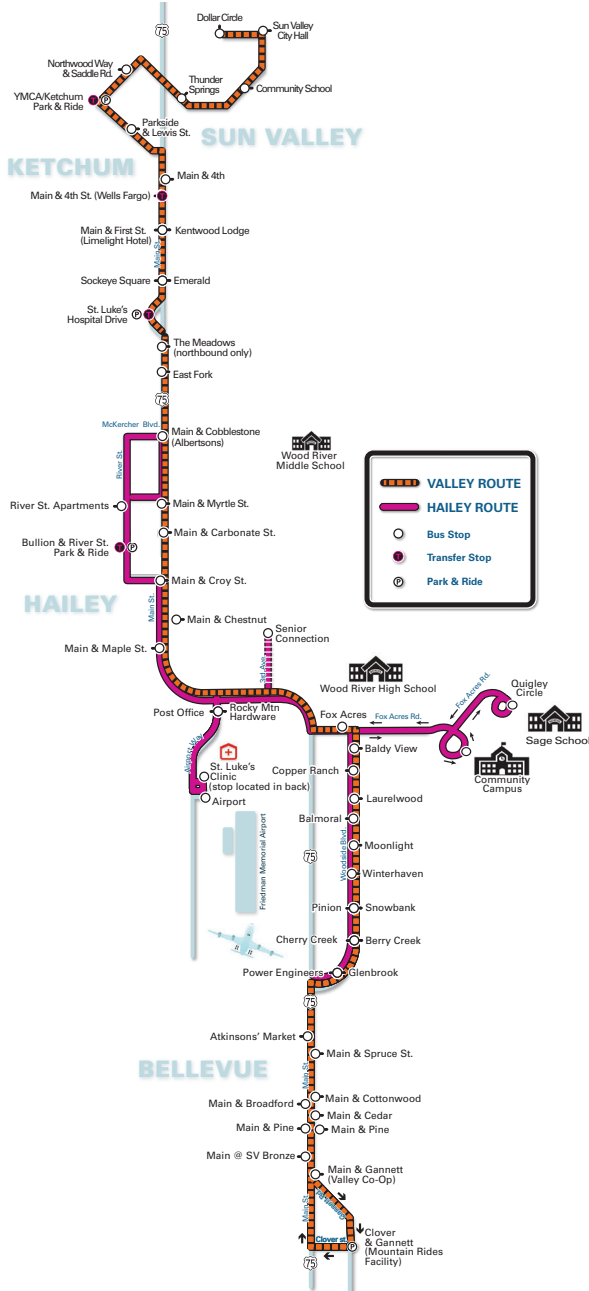 75
Dollar Circle
Sun Valley
City Hall
Northwood Way
& Saddle Rd.
Thunder
Springs
Community School
YMCA/Ketchum
Park & Ride
T
P
Parkside
& Lewis St.
SUN VALLEY
KETCHUM
Main & 4th
Main & 4th St. (Wells Fargo)
T
Main & First St.
(Limelight Hotel)
Kentwood Lodge
Main St.
Sockeye Square
Emerald
St. Luke's
Hospital Drive
P
T
The Meadows
(northbound only)
East Fork
75
McKercher Blvd.
Main & Cobblestone
(Albertsons)
River St.
Wood River
Middle School
VALLEY ROUTE
HAILEY ROUTE
Bus Stop
T
Transfer Stop
P
Park & Ride
River St. Apartments
Main & Myrtle St.
Main & Carbonate St.
Bullion & River St.
Park & Ride
T
P
Main & Croy St.
HAILEY
Main St.
Main & Chestnut
Senior
Connection
Main & Maple St.
3rd Ave.
Wood River High School
Fox Acres Rd.
Quigley
Circle
Post Office
Rocky Mtn
Hardware
Fox Acres
Fox Acres Rd.
Sage School
Airport Way
Baldy View
St. Luke's
Clinic
(stop located in back)
Copper Ranch
Community
Campus
Airport
Laurelwood
Balmoral
Friedman Memorial Airport
Woodside Blvd.
Moonlight
75
Winterhaven
Pinion
Snowbank
Cherry Creek
Berry Creek
Power Engineers
Glenbrook
75
Atkinsons' Market
Main & Spruce St.
BELLEVUE
Main St.
Main & Cottonwood
Main & Broadford
Main & Cedar
Main & Pine
Main & Pine
Main @ SV Bronze
Main & Gannett
(Valley Co-Op)
Gannett Rd.
Main St.
Clover st.
P
Clover
& Gannett
(Mountain Rides
Facility)
75